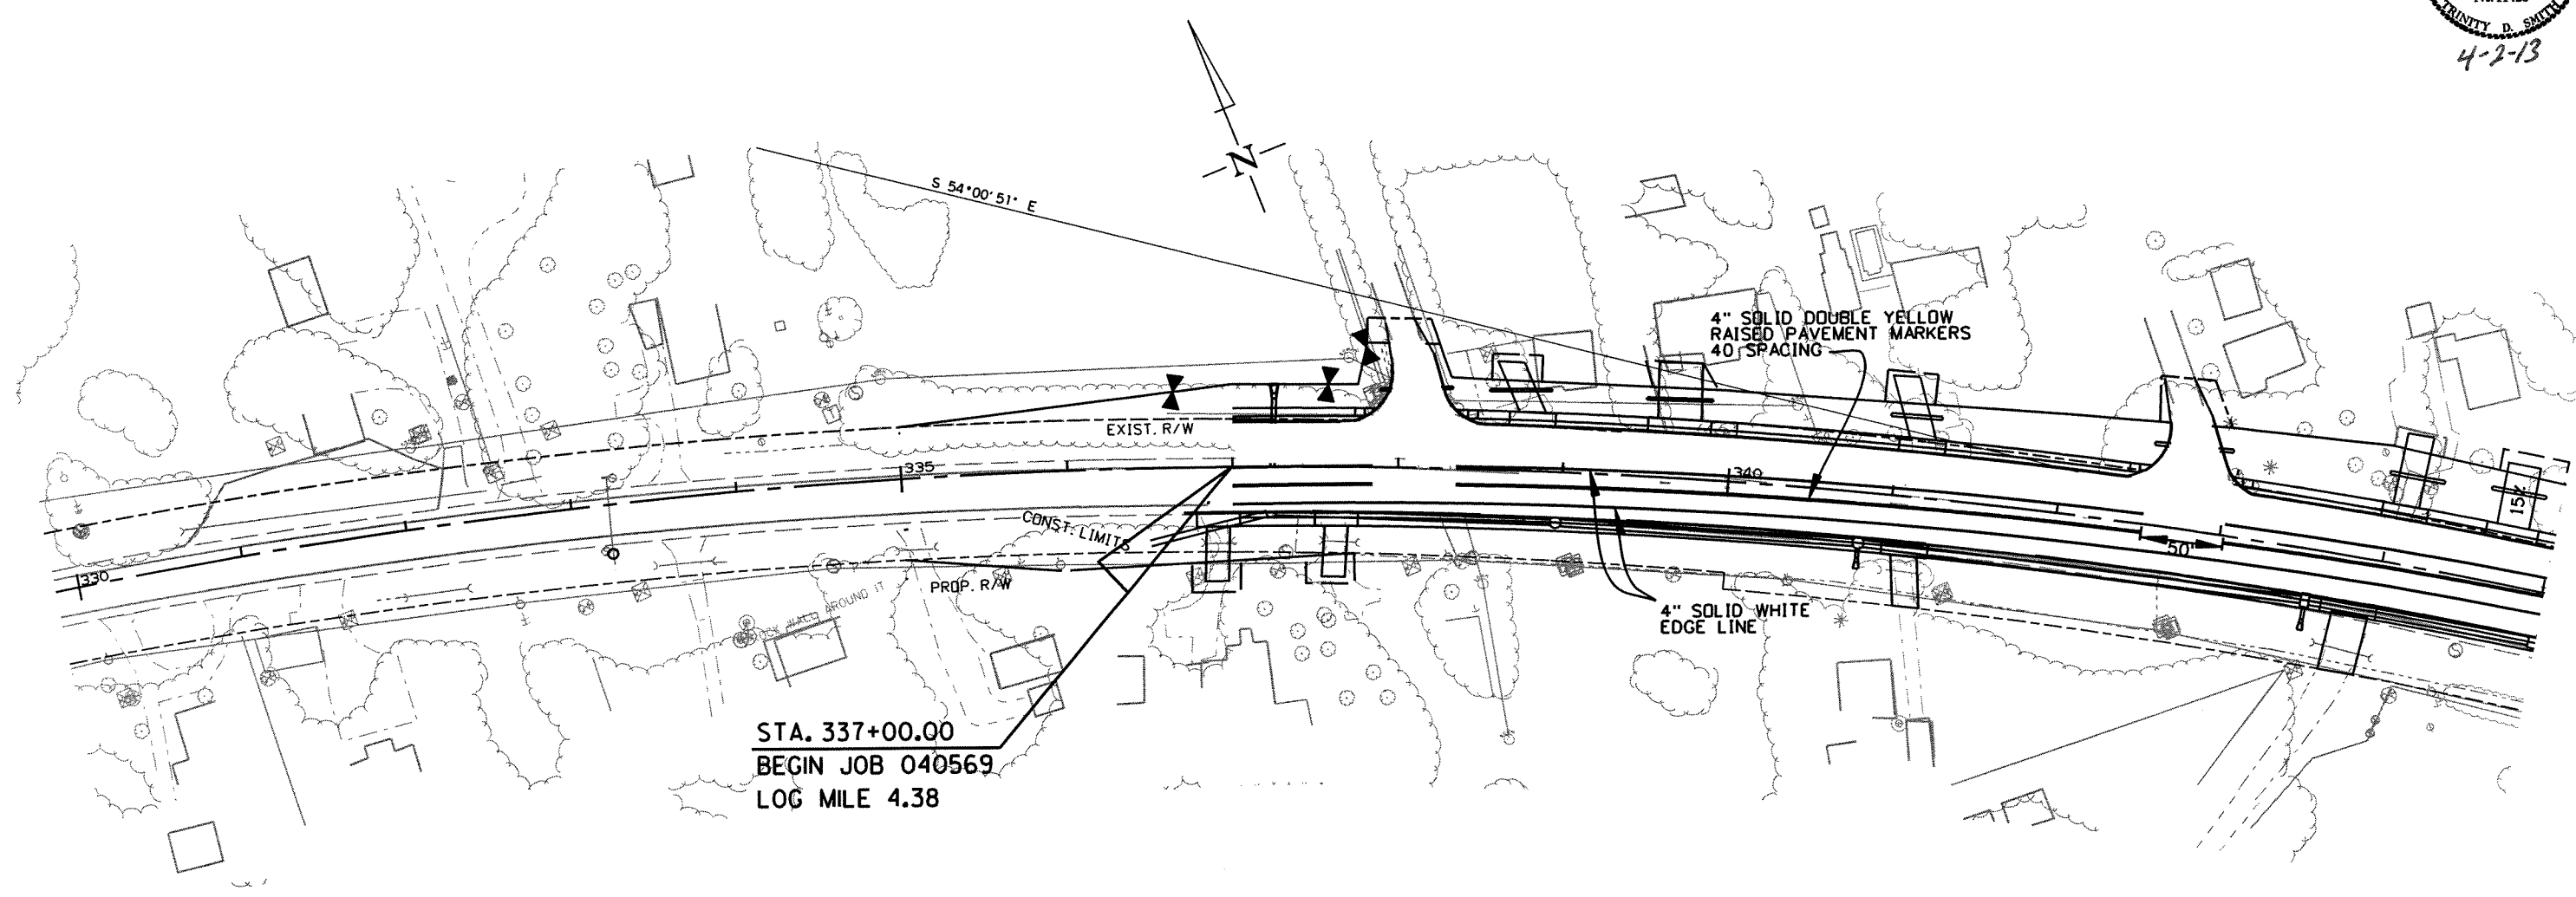 TRINITY D. SMITH
4-2-13
N
S 54°00'51" E
4" SOLID DOUBLE YELLOW
RAISED PAVEMENT MARKERS
40 SPACING
EXIST. R/W
335
340
CONST. LIMITS
15%
50'
330
PROP. R/W
AROUND IT
4" SOLID WHITE
EDGE LINE
STA. 337+00.00
BEGIN JOB 040569
LOG MILE 4.38